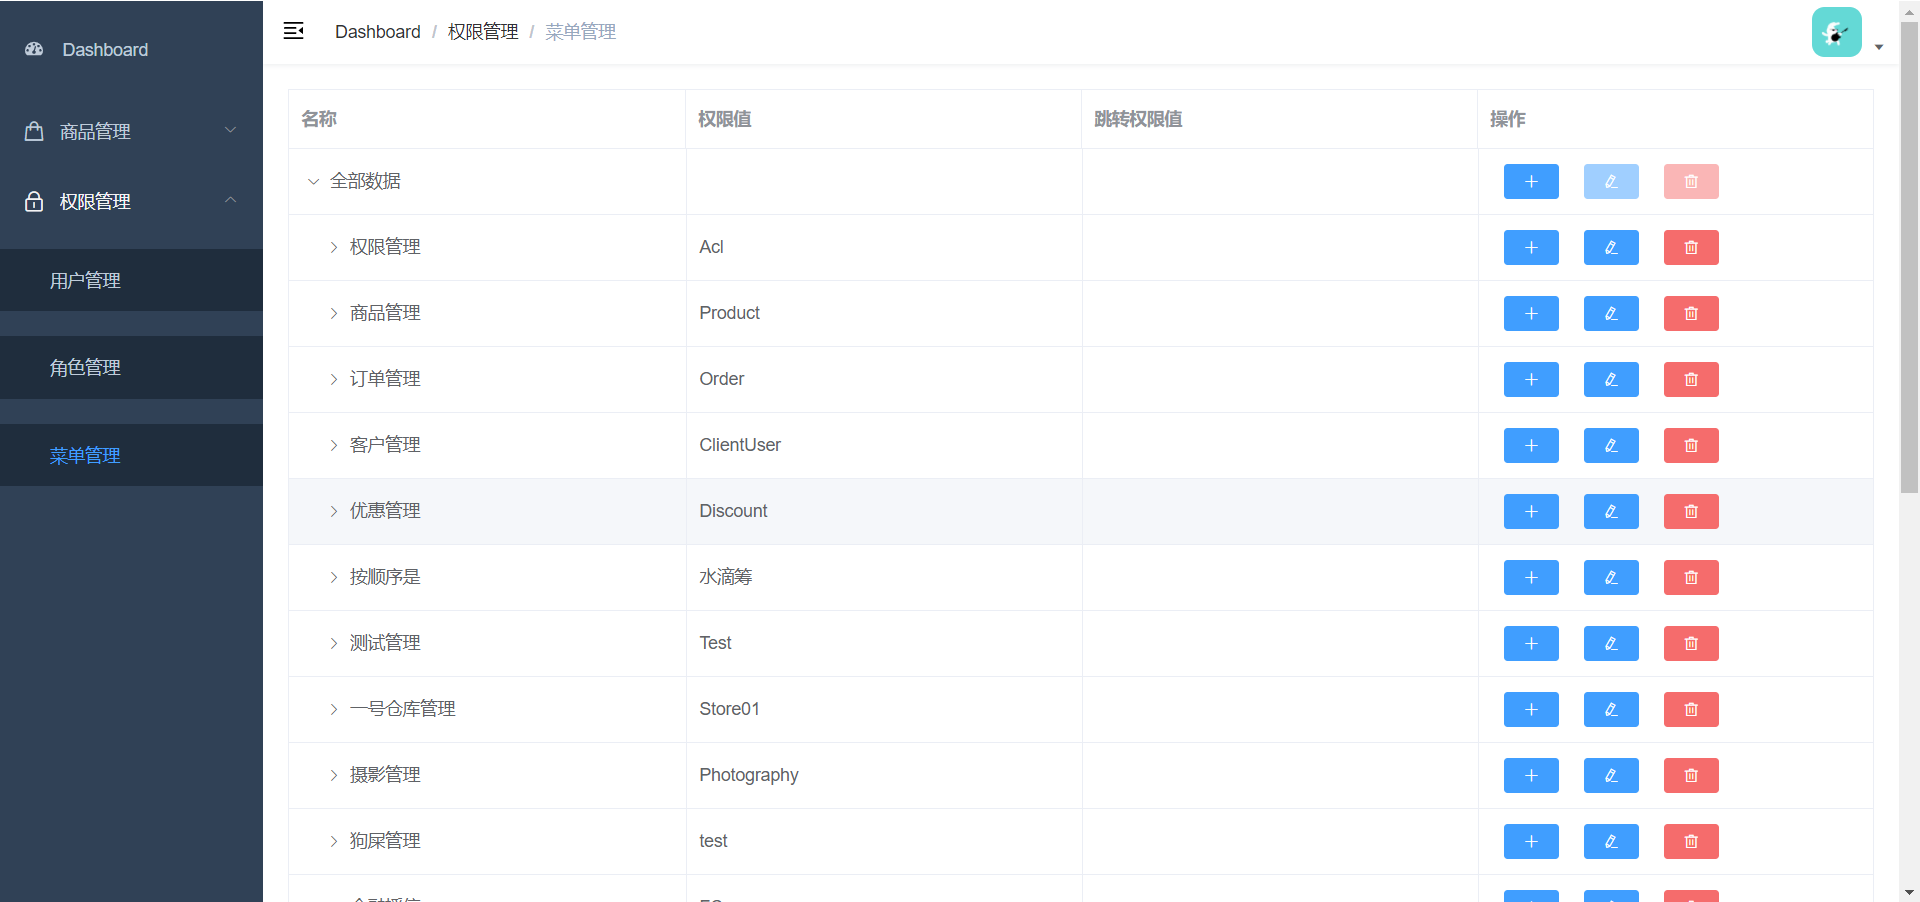 Dashboard
商品管理
权限管理
用户管理
角色管理
菜单管理
Dashboard / 权限管理 / 菜单管理
名称 权限值 跳转权限值 操作
全部数据
权限管理 Acl
商品管理 Product
订单管理 Order
客户管理 ClientUser
优惠管理 Discount
按顺序是 水滴筹
测试管理 Test
一号仓库管理 Store01
摄影管理 Photography
狗屎管理 test